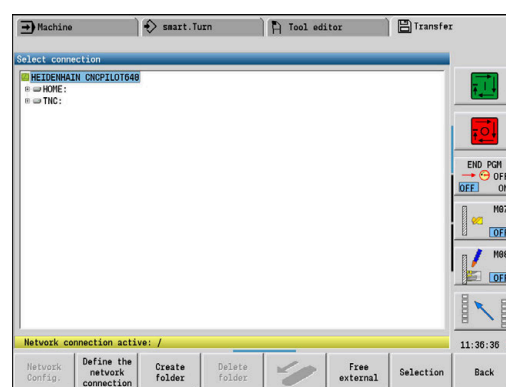 Machine
smart.Turn
Tool editor
Transfer
Select connection
HEIDENHAIN CNCPILOT640
HOME:
TNC:
END PGM
OFF
OFF
ON
M07
OFF
M08
OFF
Network connection active: /
11:36:36
Network Config.
Define the network connection
Create folder
Delete folder
Free external
Selection
Back